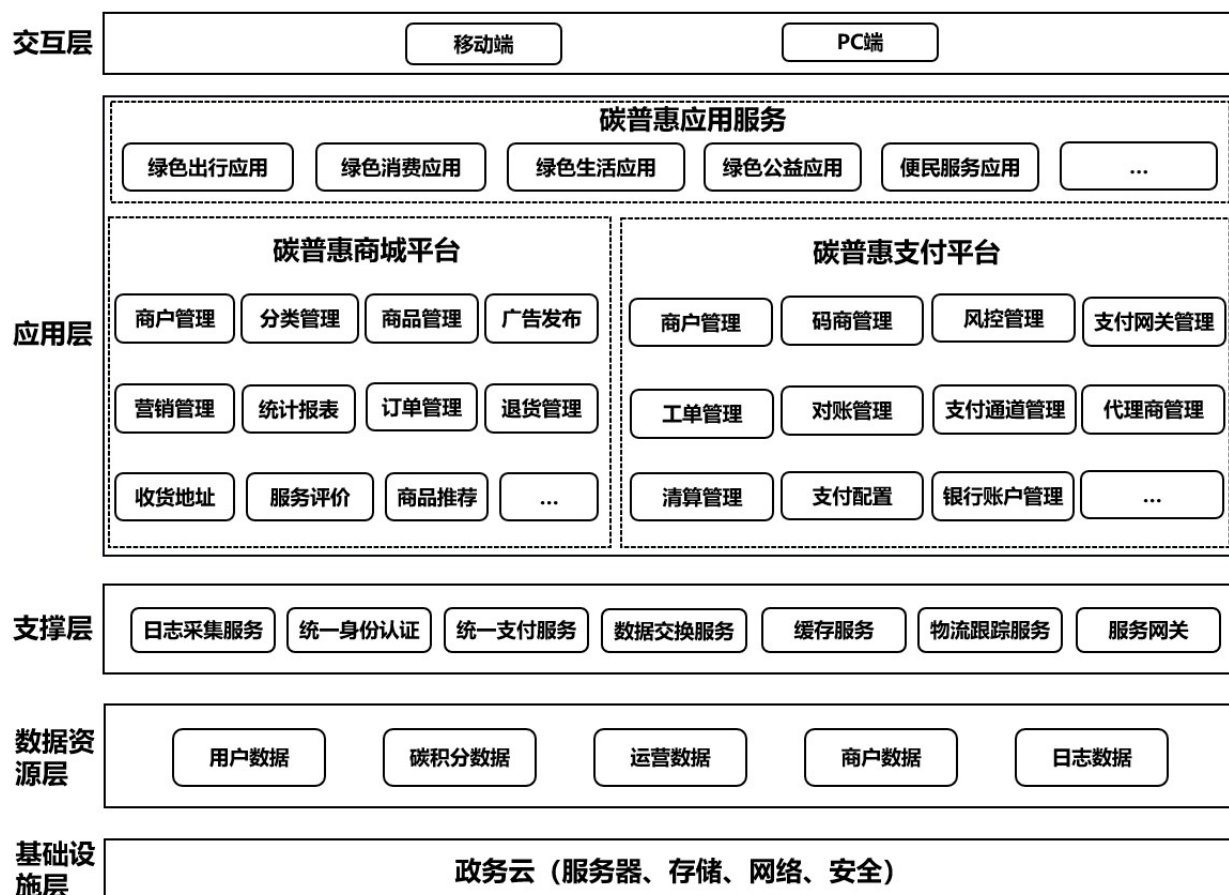 交互层
移动端
PC端
碳普惠应用服务
绿色出行应用
绿色消费应用
绿色生活应用
绿色公益应用
便民服务应用
...
应用层
碳普惠商城平台
商户管理
分类管理
商品管理
广告发布
营销管理
统计报表
订单管理
退货管理
收货地址
服务评价
商品推荐
...
碳普惠支付平台
商户管理
码商管理
风控管理
支付网关管理
工单管理
对账管理
支付通道管理
代理商管理
清算管理
支付配置
银行账户管理
...
支撑层
日志采集服务
统一身份认证
统一支付服务
数据交换服务
缓存服务
物流跟踪服务
服务网关
数据资
源层
用户数据
碳积分数据
运营数据
商户数据
日志数据
基础设
施层
政务云（服务器、存储、网络、安全）